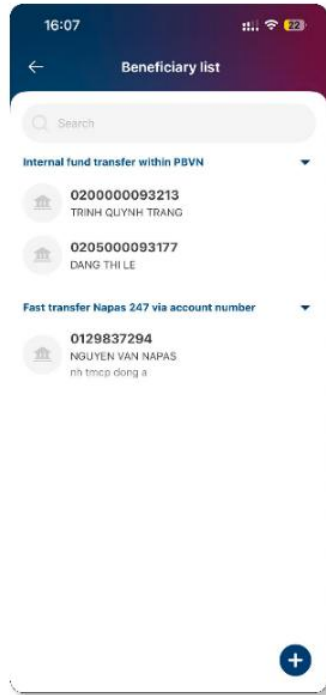 16:07
22
Beneficiary list
Search
Internal fund transfer within PBVN
0200000093213
TRINH QUYNH TRANG
0205000093177
DANG THI LE
Fast transfer Napas 247 via account number
0129837294
NGUYEN VAN NAPAS
nh tmcp dong a